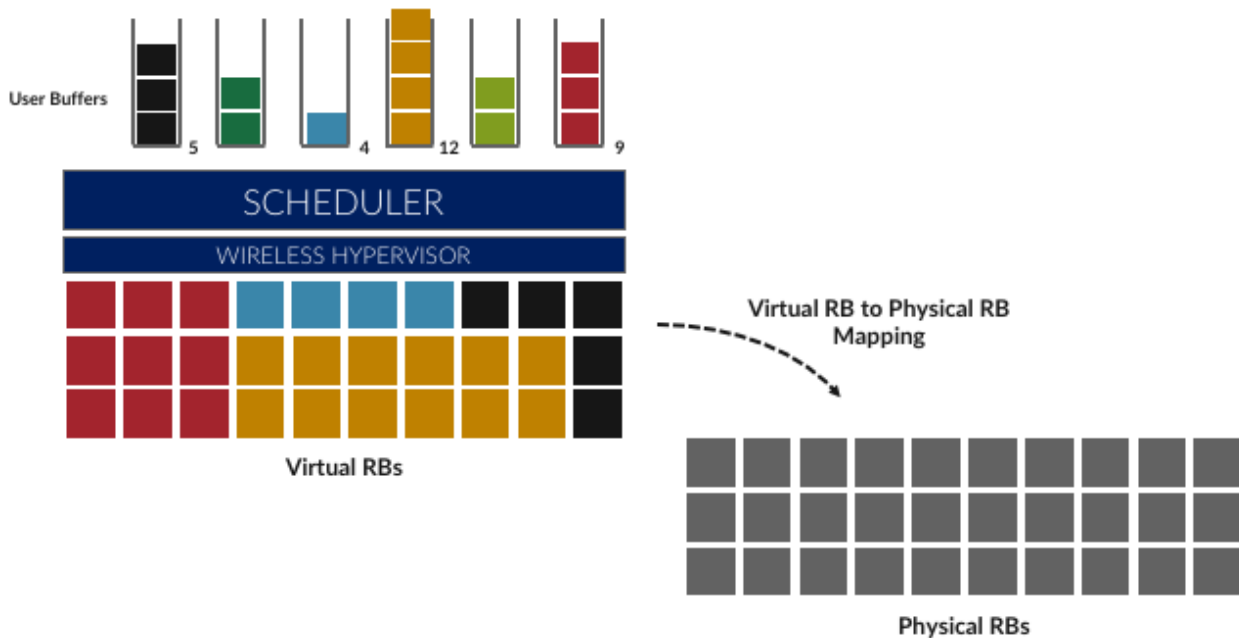 User Buffers
5
4
12
9
SCHEDULER
WIRELESS HYPERVISOR
Virtual RB to Physical RB
Mapping
Virtual RBs
Physical RBs